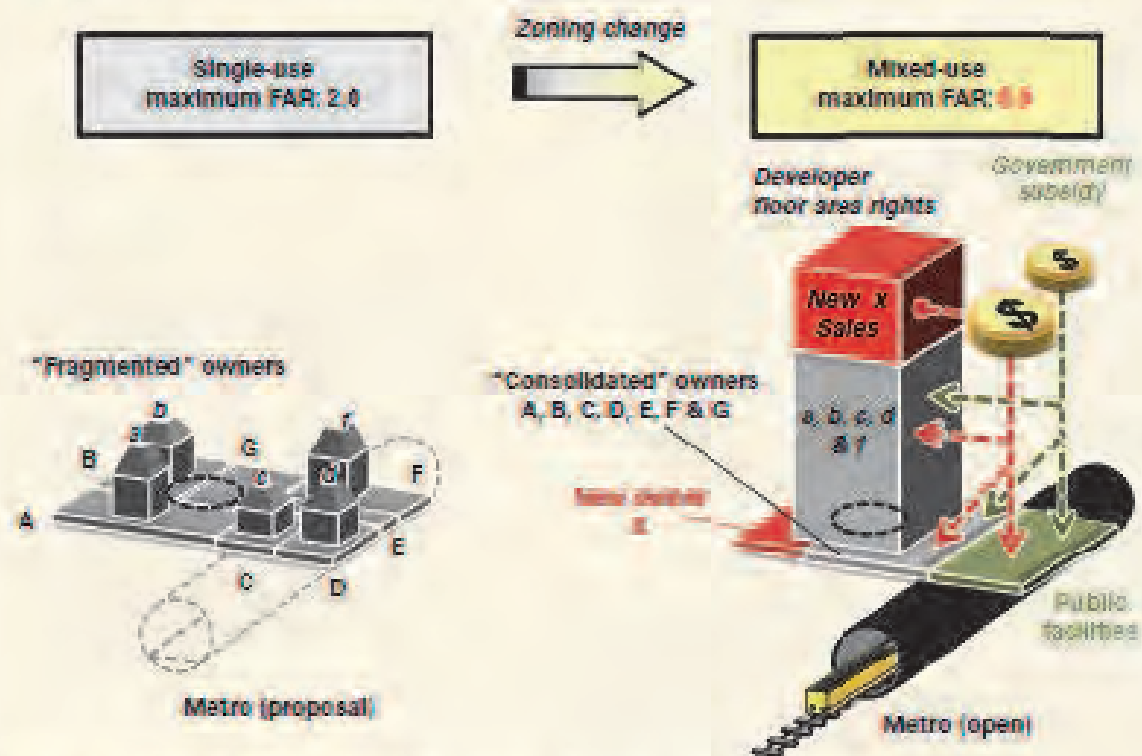 Zoning change
Single-use
maximum FAR: 2.0
Mixed-use
maximum FAR:
Developer
floor area rights
Government
subsidy
New x
Sales
$
$
"Fragmented" owners
"Consolidated" owners
A, B, C, D, E, F & G
a, b, c, d
& f
b
a
f
B
G
c
d
F
A
E
C
D
New
Public
facilities
Metro (proposal)
Metro (open)